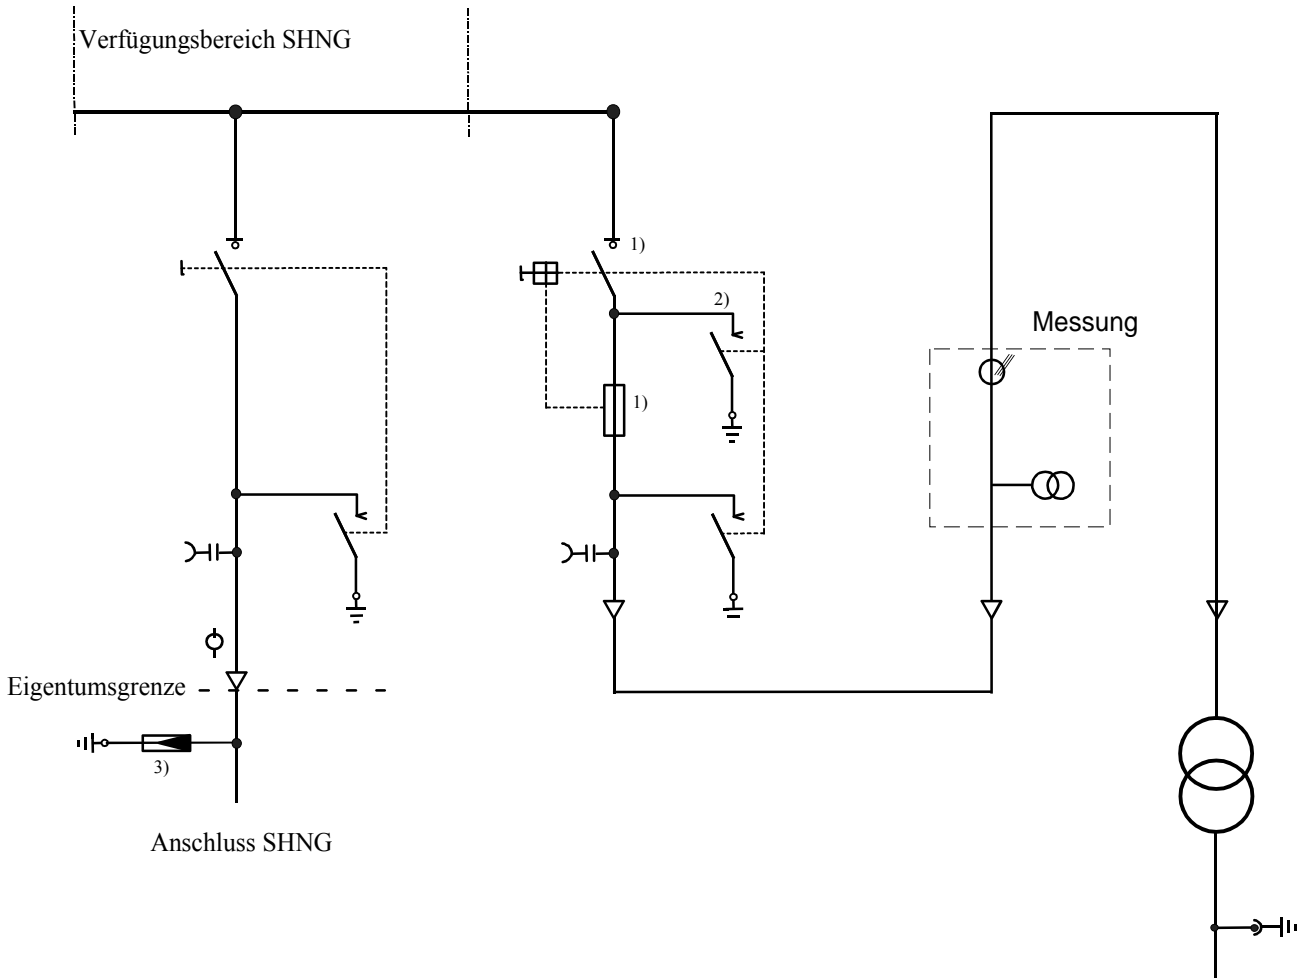 Verfügungsbereich SHNG
1)
2)
Messung
1)
Eigentumsgrenze
3)
Anschluss SHNG